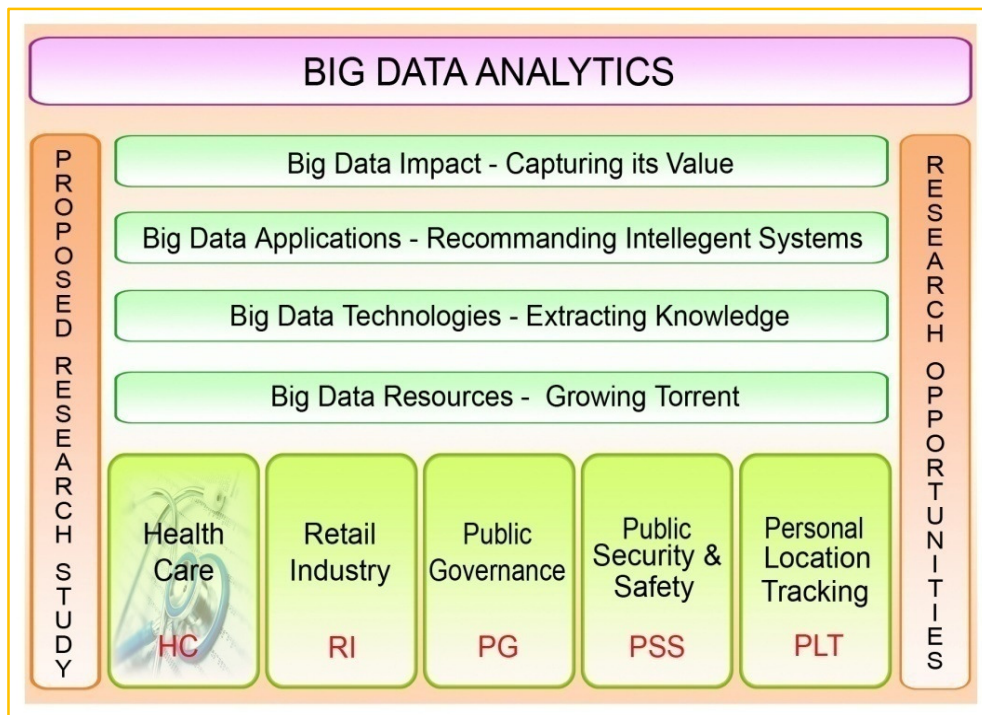 BIG DATA ANALYTICS
PROPOSED RESEARCH STUDY
Big Data Impact - Capturing its Value
Big Data Applications - Recommanding Intellegent Systems
Big Data Technologies - Extracting Knowledge
Big Data Resources - Growing Torrent
Health
Care
HC
Retail
Industry
RI
Public
Governance
PG
Public
Security &
Safety
PSS
Personal
Location
Tracking
PLT
RESEARCH OPPORTUNITIES